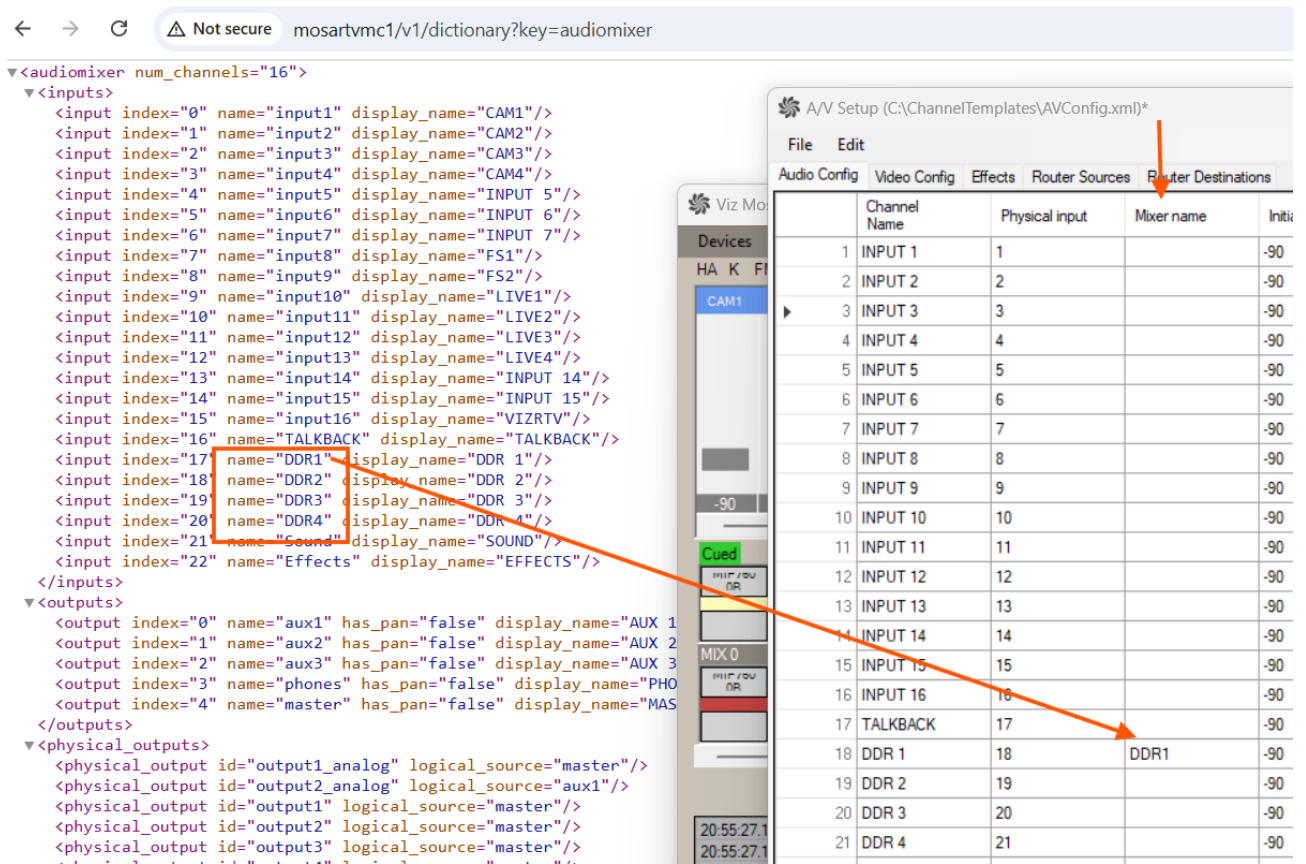 Not secure mosartvmc1/v1/dictionary?key=audiomixer
▼<audiomixer num_channels="16">
▼<inputs>
<input index="0" name="input1" display_name="CAM1"/>
<input index="1" name="input2" display_name="CAM2"/>
<input index="2" name="input3" display_name="CAM3"/>
<input index="3" name="input4" display_name="CAM4"/>
<input index="4" name="input5" display_name="INPUT 5"/>
<input index="5" name="input6" display_name="INPUT 6"/>
<input index="6" name="input7" display_name="INPUT 7"/>
<input index="7" name="input8" display_name="FS1"/>
<input index="8" name="input9" display_name="FS2"/>
<input index="9" name="input10" display_name="LIVE1"/>
<input index="10" name="input11" display_name="LIVE2"/>
<input index="11" name="input12" display_name="LIVE3"/>
<input index="12" name="input13" display_name="LIVE4"/>
<input index="13" name="input14" display_name="INPUT 14"/>
<input index="14" name="input15" display_name="INPUT 15"/>
<input index="15" name="input16" display_name="VIZRTV"/>
<input index="16" name="TALKBACK" display_name="TALKBACK"/>
<input index="17" name="DDR1" display_name="DDR 1"/>
<input index="18" name="DDR2" display_name="DDR 2"/>
<input index="19" name="DDR3" display_name="DDR 3"/>
<input index="20" name="DDR4" display_name="DDR 4"/>
<input index="21" name="Sound" display_name="SOUND"/>
<input index="22" name="Effects" display_name="EFFECTS"/>
</inputs>
▼<outputs>
<output index="0" name="aux1" has_pan="false" display_name="AUX 1
<output index="1" name="aux2" has_pan="false" display_name="AUX 2
<output index="2" name="aux3" has_pan="false" display_name="AUX 3
<output index="3" name="phones" has_pan="false" display_name="PHO
<output index="4" name="master" has_pan="false" display_name="MAS
</outputs>
▼<physical_outputs>
<physical_output id="output1_analog" logical_source="master"/>
<physical_output id="output2_analog" logical_source="aux1"/>
<physical_output id="output1" logical_source="master"/>
<physical_output id="output2" logical_source="master"/>
<physical_output id="output3" logical_source="master"/>
Viz Mos
Devices
HA K
CAM1
-90
Cued
0B
MIX 0
0B
20:55:27.1
20:55:27.1
A/V Setup (C:\ChannelTemplates\AVConfig.xml)*
File Edit
Audio Config Video Config Effects Router Sources Router Destinations
Channel Name Physical input Mixer name Initia
1 INPUT 1 1 -90
2 INPUT 2 2 -90
3 INPUT 3 3 -90
4 INPUT 4 4 -90
5 INPUT 5 5 -90
6 INPUT 6 6 -90
7 INPUT 7 7 -90
8 INPUT 8 8 -90
9 INPUT 9 9 -90
10 INPUT 10 10 -90
11 INPUT 11 11 -90
12 INPUT 12 12 -90
13 INPUT 13 13 -90
14 INPUT 14 14 -90
15 INPUT 15 15 -90
16 INPUT 16 16 -90
17 TALKBACK 17 -90
18 DDR 1 18 DDR1 -90
19 DDR 2 19 -90
20 DDR 3 20 -90
21 DDR 4 21 -90